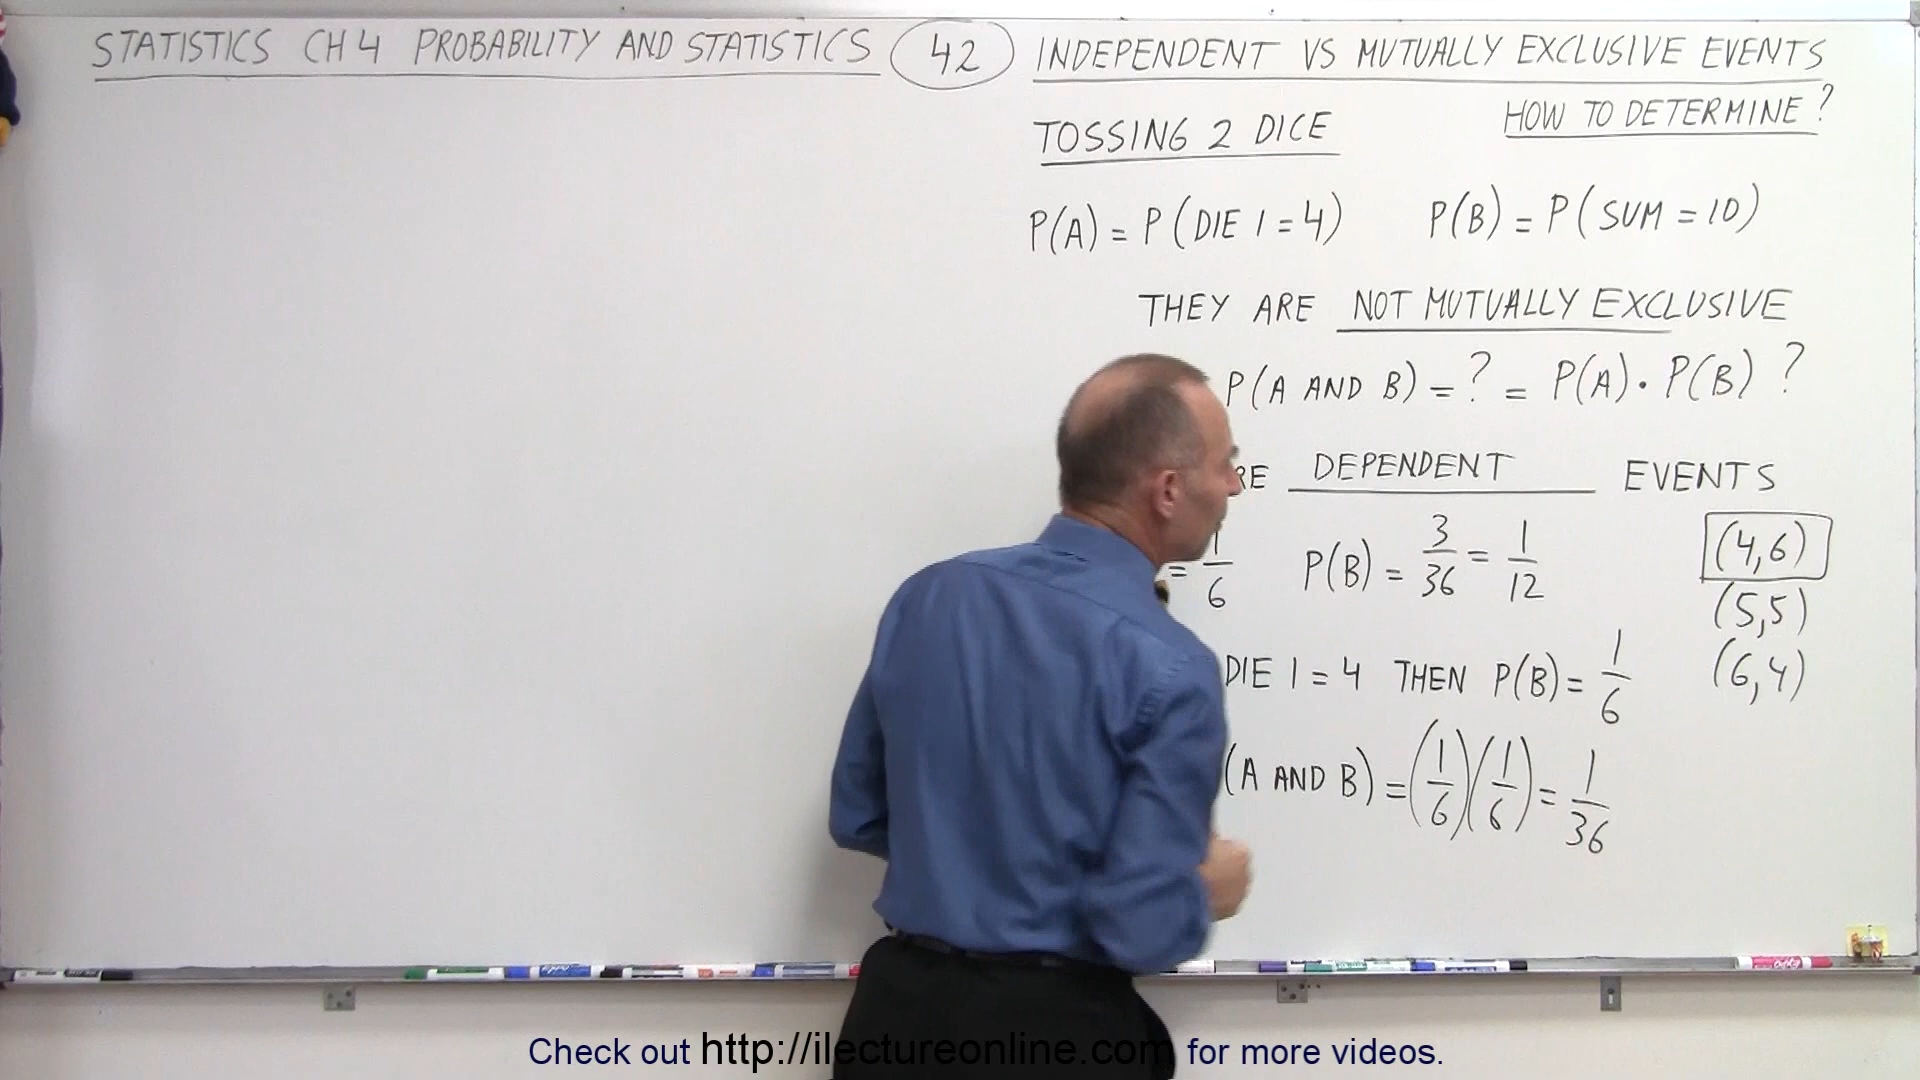 STATISTICS CH 4 PROBABILITY AND STATISTICS 42 INDEPENDENT VS MUTUALLY EXCLUSIVE EVENTS
TOSSING 2 DICE
HOW TO DETERMINE?
P(A) = P(DIE 1 = 4) P(B) = P(SUM = 10)
THEY ARE NOT MUTUALLY EXCLUSIVE
P(A AND B) = ? = P(A) · P(B) ?
RE DEPENDENT EVENTS
= 1/6 P(B) = 3/36 = 1/12
(4,6)
(5,5)
(6,4)
DIE 1 = 4 THEN P(B) = 1/6
(A AND B) = (1/6)(1/6) = 1/36
Check out http://ilectureonline.com for more videos.